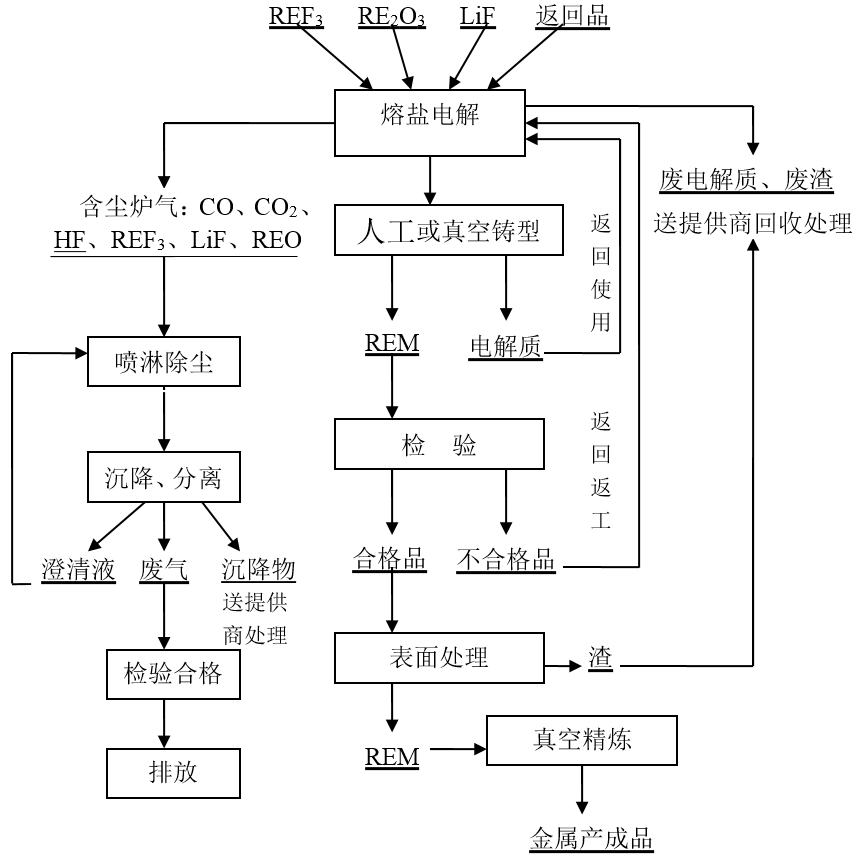 REF₃ RE₂O₃ LiF 返回品
熔盐电解
废电解质、废渣
送提供商回收处理
含尘炉气：CO、CO₂、
HF、REF₃、LiF、REO
人工或真空铸型
返
回
使
用
REM 电解质
喷淋除尘
检 验
返
回
返
工
沉降、分离
合格品 不合格品
澄清液 废气 沉降物
送提供
商处理
表面处理 渣
检验合格
REM 真空精炼
排放
金属产成品